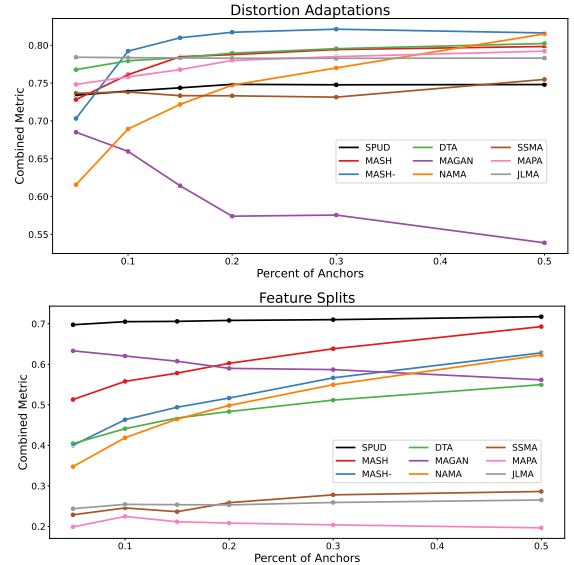 Distortion Adaptations
Combined Metric
0.80
0.75
0.70
0.65
0.60
0.55
SPUD DTA SSMA
MASH MAGAN MAPA
MASH- NAMA JLMA
0.1 0.2 0.3 0.4 0.5
Percent of Anchors
Feature Splits
Combined Metric
0.7
0.6
0.5
0.4
0.3
0.2
SPUD DTA SSMA
MASH MAGAN MAPA
MASH- NAMA JLMA
0.1 0.2 0.3 0.4 0.5
Percent of Anchors